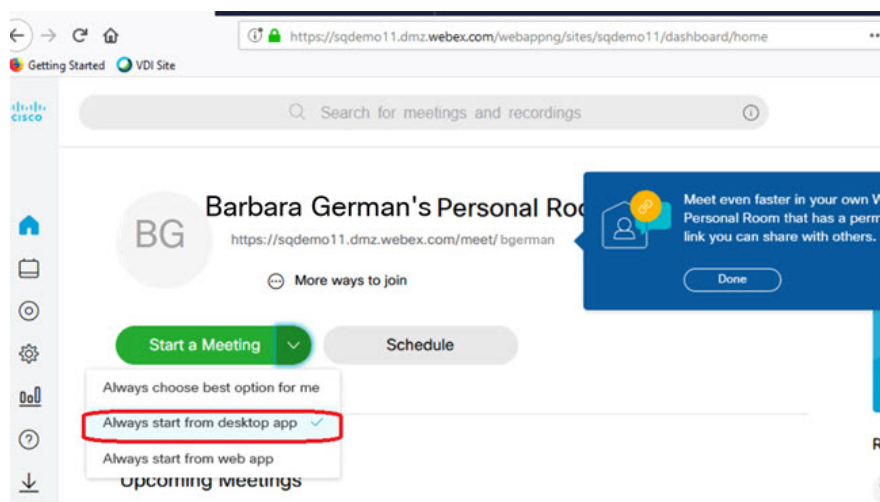 https://sqdemo11.dmz.webex.com/webappng/sites/sqdemo11/dashboard/home
Getting Started VDI Site
CISCO
Search for meetings and recordings
BG
Barbara German's Personal Roo
https://sqdemo11.dmz.webex.com/meet/bgerman
More ways to join
Meet even faster in your own W
Personal Room that has a perm
link you can share with others.
Done
Start a Meeting
Schedule
Always choose best option for me
Always start from desktop app
Always start from web app
Upcoming Meetings
R